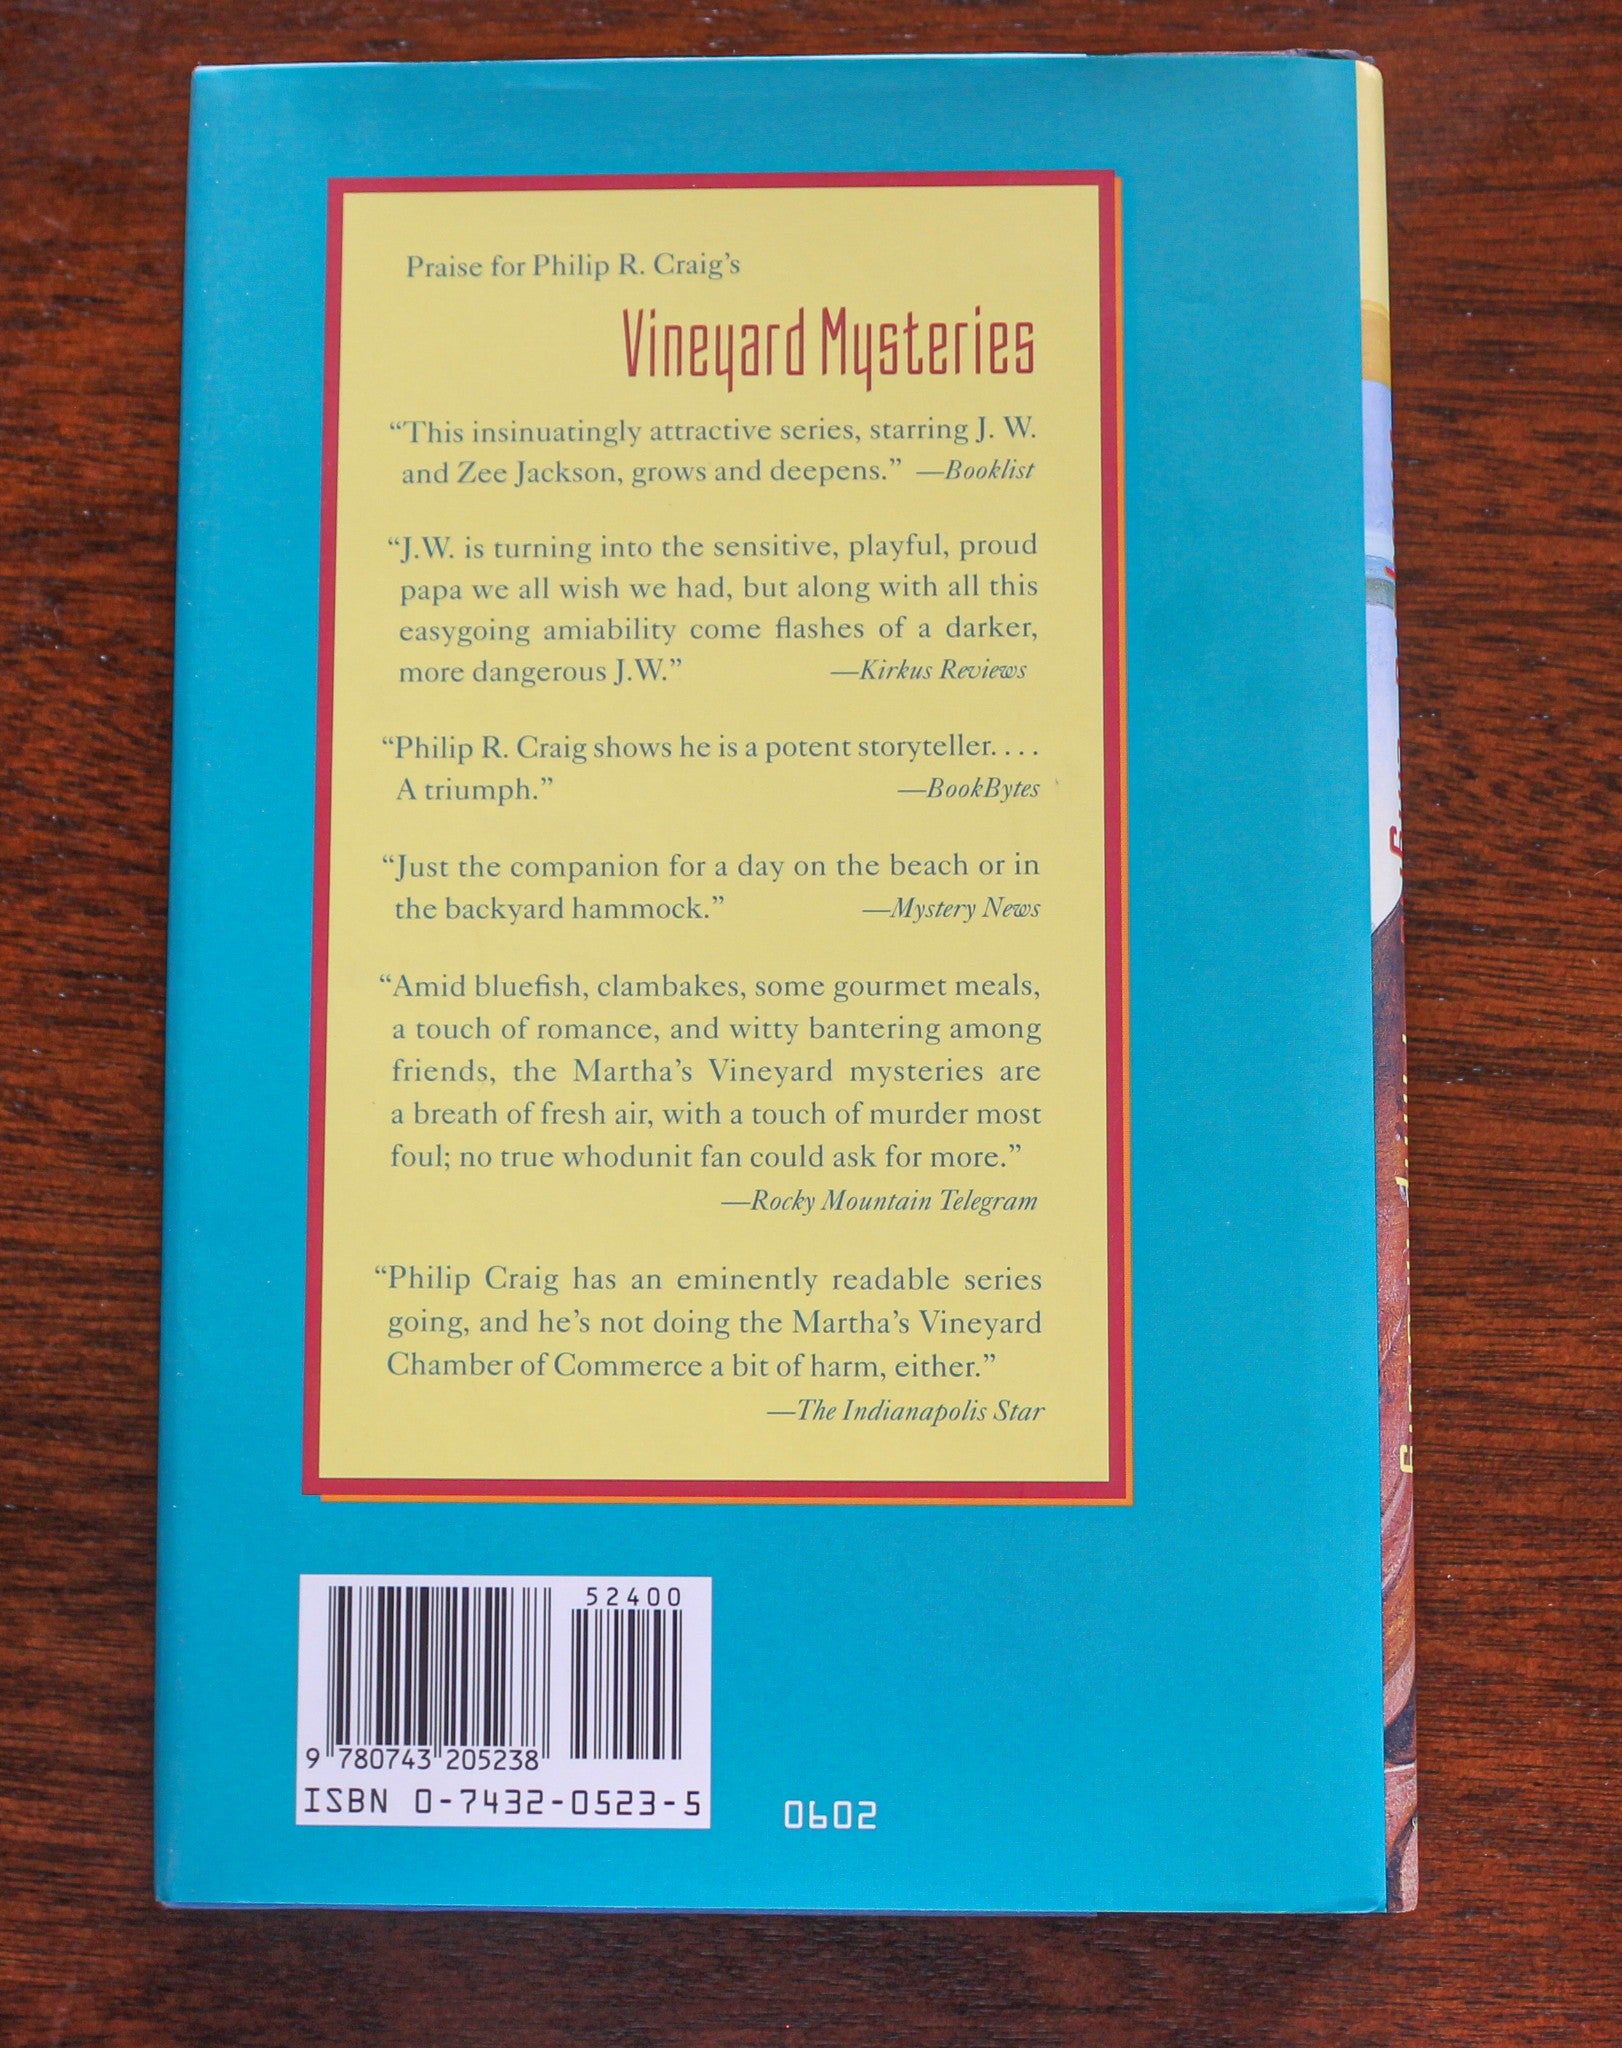 Praise for Philip R. Craig's
Vineyard Mysteries
“This insinuatingly attractive series, starring J. W.
and Zee Jackson, grows and deepens.” —Booklist
“J.W. is turning into the sensitive, playful, proud
papa we all wish we had, but along with all this
easygoing amiability come flashes of a darker,
more dangerous J.W.” —Kirkus Reviews
“Philip R. Craig shows he is a potent storyteller. . . .
A triumph.” —BookBytes
“Just the companion for a day on the beach or in
the backyard hammock.” —Mystery News
“Amid bluefish, clambakes, some gourmet meals,
a touch of romance, and witty bantering among
friends, the Martha's Vineyard mysteries are
a breath of fresh air, with a touch of murder most
foul; no true whodunit fan could ask for more.”
—Rocky Mountain Telegram
“Philip Craig has an eminently readable series
going, and he's not doing the Martha's Vineyard
Chamber of Commerce a bit of harm, either.”
—The Indianapolis Star
52400
9 780743 205238
ISBN 0-7432-0523-5
0602